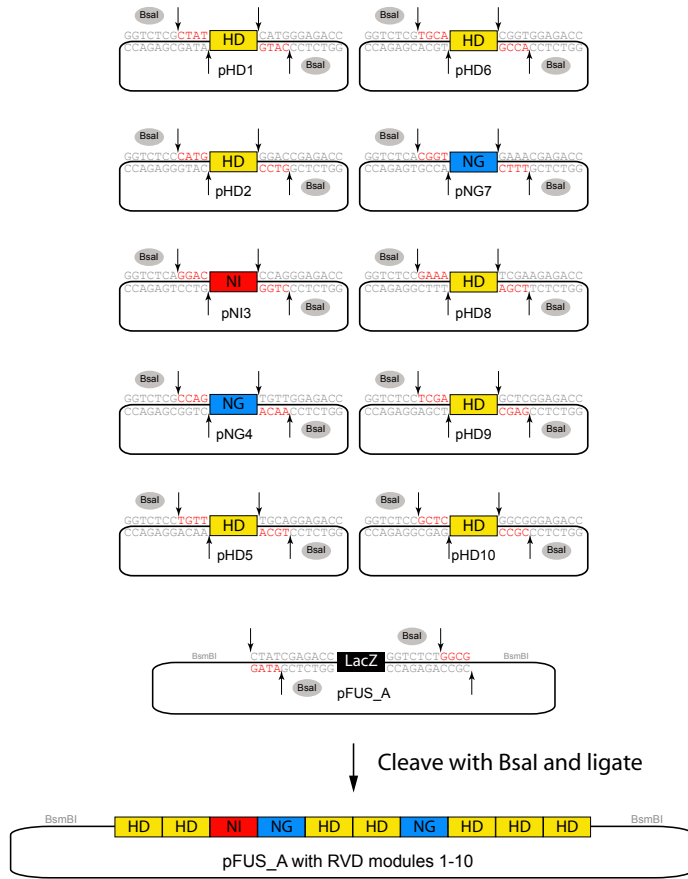 BsaI
GGTCTCGCTAT HD CATGGGAGACC
CCAGAGCGATA GTACCCTCTGG
pHD1 BsaI
BsaI
GGTCTCGTGCA HD CGGTGGAGACC
CCAGAGCACGT GCCACCTCTGG
pHD6 BsaI
BsaI
GGTCTCCCATG HD GGACCGAGACC
CCAGAGGGTAC CCTGGCTCTGG
pHD2 BsaI
BsaI
GGTCTCACGGT NG GAAACGAGACC
CCAGAGTGCCA CTTTGCTCTGG
pNG7 BsaI
BsaI
GGTCTCAGGAC NI CCAGGGAGACC
CCAGAGTCCTG GGTCCCTCTGG
pNI3 BsaI
BsaI
GGTCTCCGAAA HD TCGAAGAGACC
CCAGAGGCTTT AGCTTCTCTGG
pHD8 BsaI
BsaI
GGTCTCGCCAG NG TGTTGGAGACC
CCAGAGCGGTC ACAACCTCTGG
pNG4 BsaI
BsaI
GGTCTCCTCGA HD GCTCGGAGACC
CCAGAGGAGCT CGAGCCTCTGG
pHD9 BsaI
BsaI
GGTCTCCTGTT HD TGCAGGAGACC
CCAGAGGACAA ACGTCCTCTGG
pHD5 BsaI
BsaI
GGTCTCCGCTC HD GGCGGGAGACC
CCAGAGGCGAG CCGCCCTCTGG
pHD10 BsaI
BsaI
BsmBI CTATCGAGACC LacZ GGTCTCTGGCG BsmBI
GATAGCTCTGG CCAGAGACCGC
BsaI pFUS_A
Cleave with BsaI and ligate
BsmBI HD HD NI NG HD HD NG HD HD HD BsmBI
pFUS_A with RVD modules 1-10